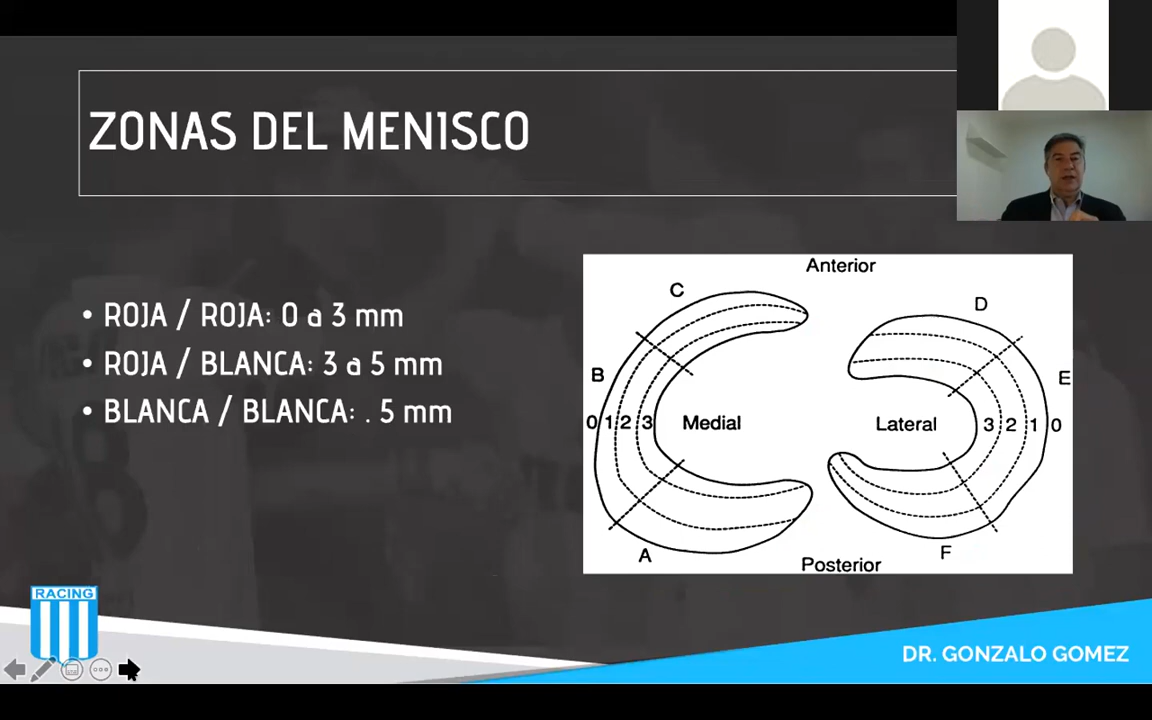 ZONAS DEL MENISCO
• ROJA / ROJA: 0 a 3 mm
• ROJA / BLANCA: 3 a 5 mm
• BLANCA / BLANCA: . 5 mm
Anterior
C D
B E
0 1 2 3 Medial Lateral 3 2 1 0
A F
Posterior
RACING
DR. GONZALO GOMEZ